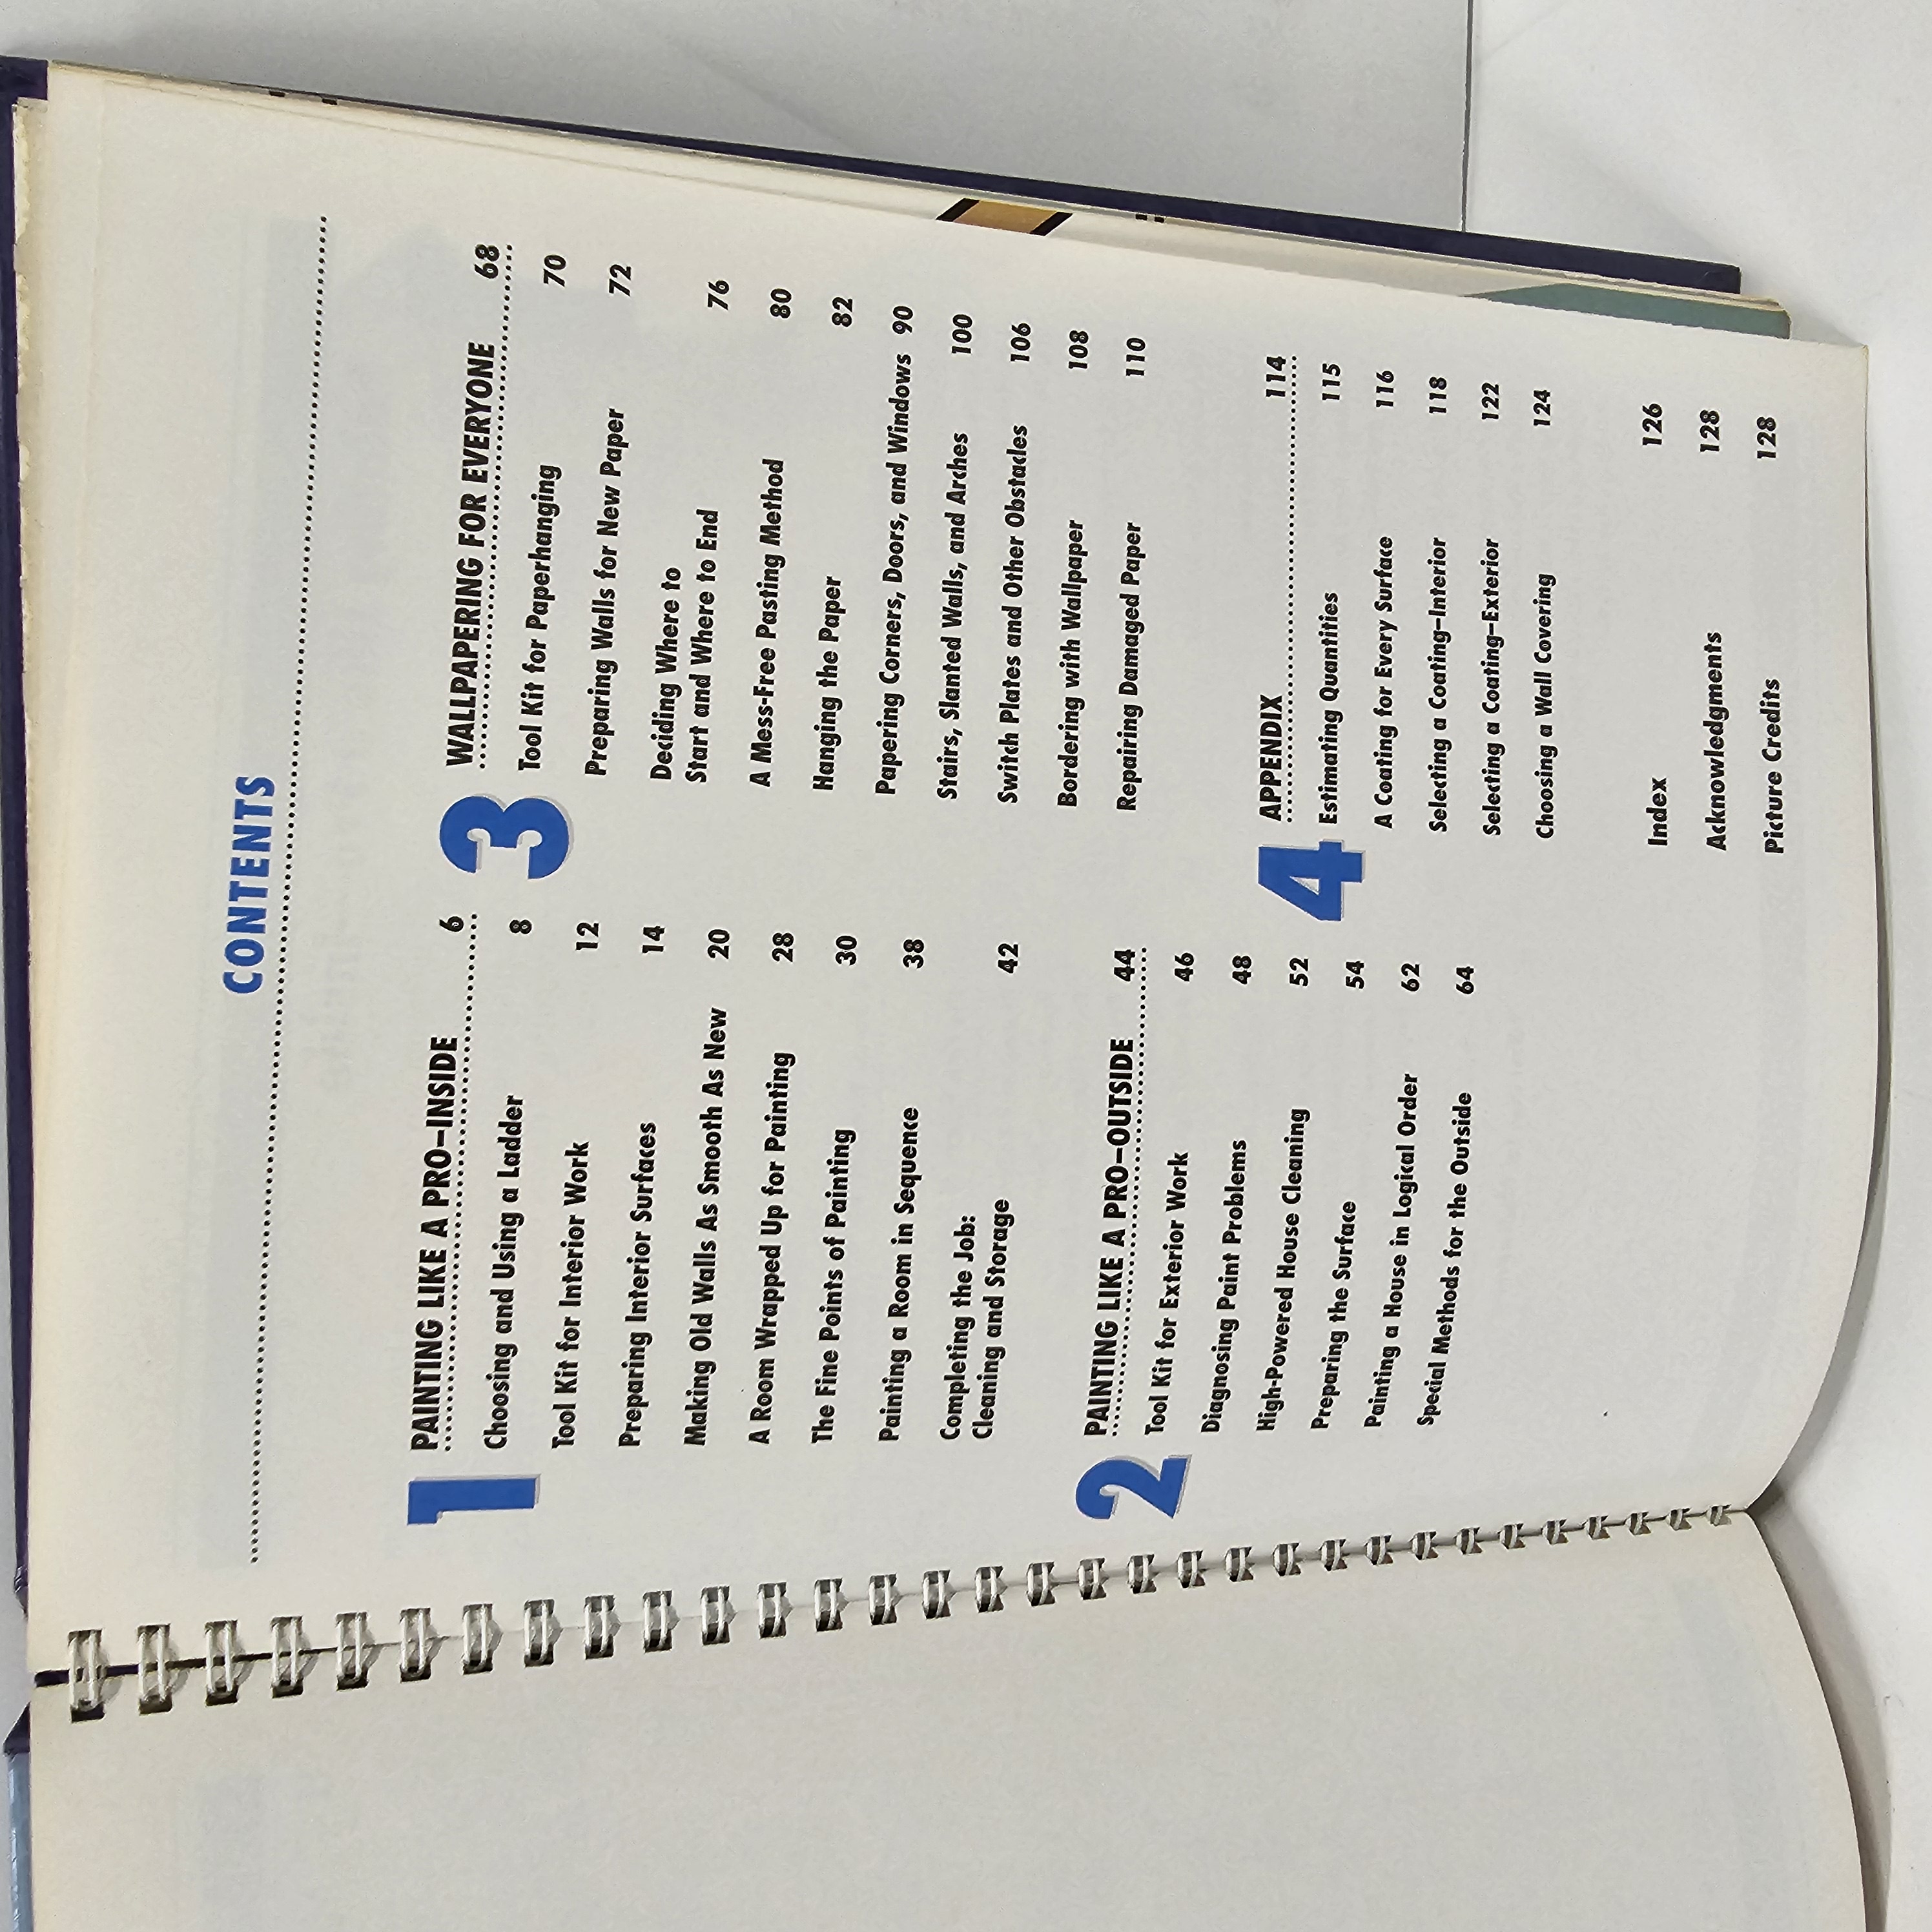 CONTENTS
1 PAINTING LIKE A PRO–INSIDE 6
Choosing and Using a Ladder 8
Tool Kit for Interior Work 12
Preparing Interior Surfaces 14
Making Old Walls As Smooth As New 20
A Room Wrapped Up for Painting 28
The Fine Points of Painting 30
Painting a Room in Sequence 38
Completing the Job:
Cleaning and Storage 42
2 PAINTING LIKE A PRO–OUTSIDE 44
Tool Kit for Exterior Work 46
Diagnosing Paint Problems 48
High-Powered House Cleaning 52
Preparing the Surface 54
Painting a House in Logical Order 62
Special Methods for the Outside 64
3 WALLPAPERING FOR EVERYONE 68
Tool Kit for Paperhanging 70
Preparing Walls for New Paper 72
Deciding Where to
Start and Where to End 76
A Mess-Free Pasting Method 80
Hanging the Paper 82
Papering Corners, Doors, and Windows 90
Stairs, Slanted Walls, and Arches 100
Switch Plates and Other Obstacles 106
Bordering with Wallpaper 108
Repairing Damaged Paper 110
4 APPENDIX 114
Estimating Quantities 115
A Coating for Every Surface 116
Selecting a Coating–Interior 118
Selecting a Coating–Exterior 122
Choosing a Wall Covering 124
Index 126
Acknowledgments 128
Picture Credits 128